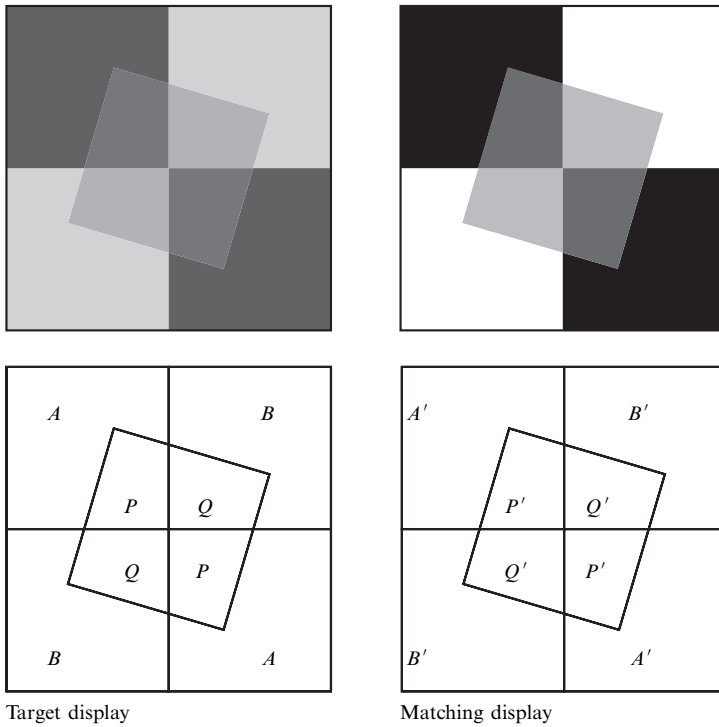 A B A′ B′
P Q P′ Q′
Q P Q′ P′
B A B′ A′
Target display Matching display